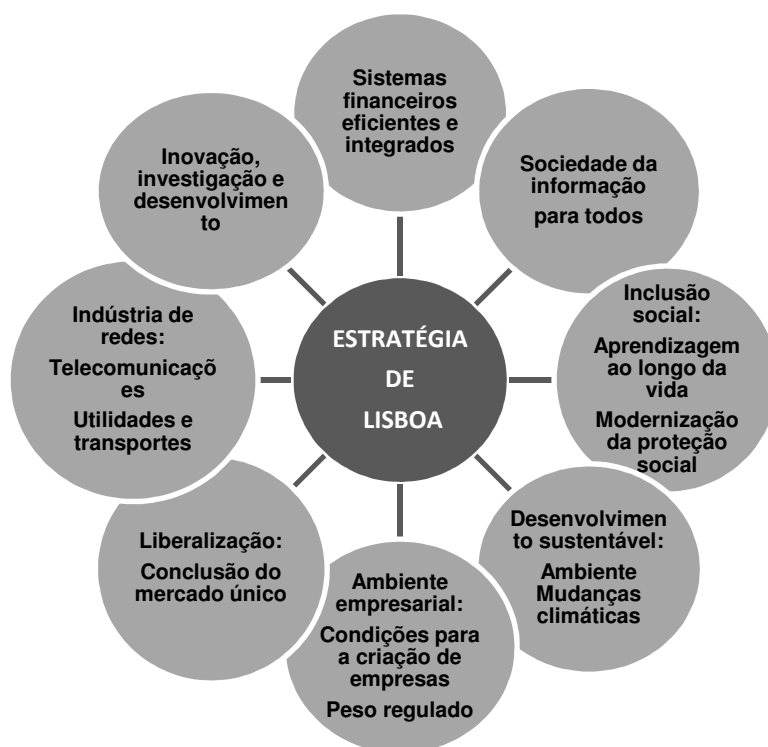 Sistemas
financeiros
eficientes e
integrados
Sociedade da
informação
para todos
Inclusão
social:
Aprendizagem
ao longo da
vida
Modernização
da proteção
social
Desenvolvimen
to sustentável:
Ambiente
Mudanças
climáticas
Ambiente
empresarial:
Condições para
a criação de
empresas
Peso regulado
Liberalização:
Conclusão do
mercado único
Indústria de
redes:
Telecomunicaçõ
es
Utilidades e
transportes
Inovação,
investigação e
desenvolvimen
to
ESTRATÉGIA
DE
LISBOA